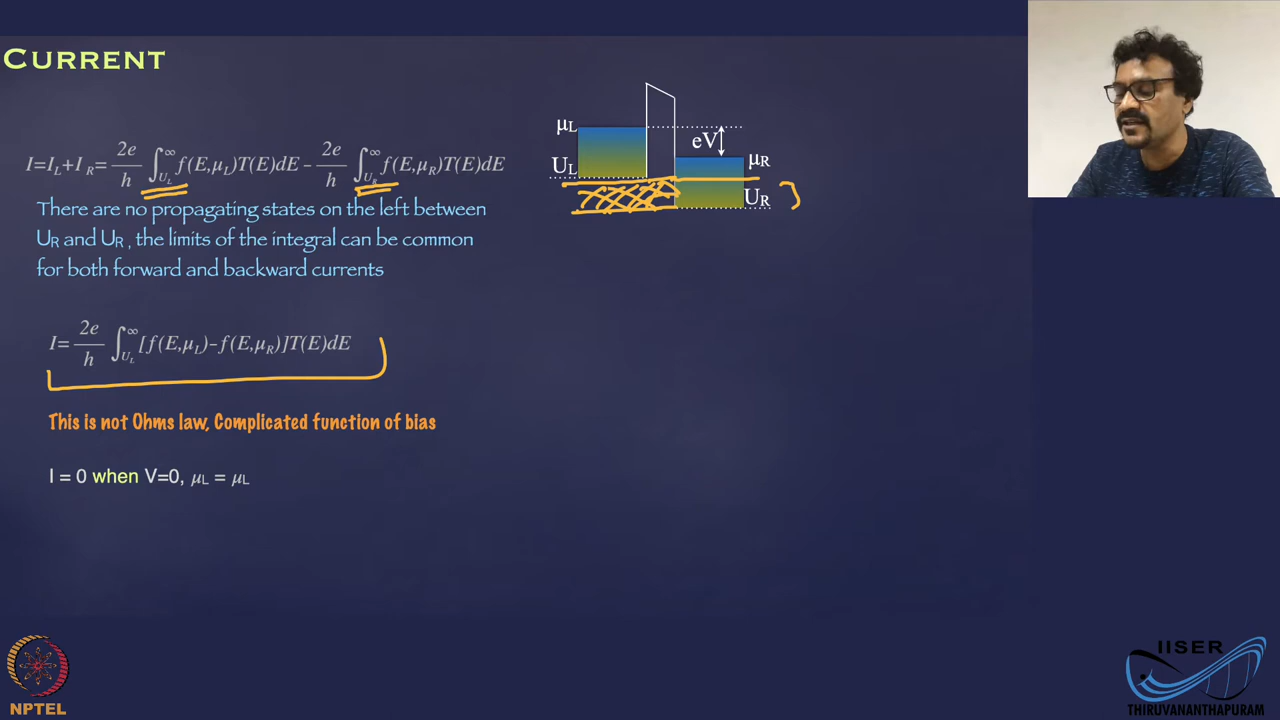 CURRENT
I=I_L+I_R= 2e/h ∫_{U_L}^∞ f(E,μ_L)T(E)dE - 2e/h ∫_{U_R}^∞ f(E,μ_R)T(E)dE
There are no propagating states on the left between
U_R and U_R, the limits of the integral can be common
for both forward and backward currents
I= 2e/h ∫_{U_L}^∞ [f(E,μ_L)-f(E,μ_R)]T(E)dE
This is not Ohms law, Complicated function of bias
I = 0 when V=0, μ_L = μ_L
μ_L
eV
μ_R
U_L
U_R
NPTEL
IISER
THIRUVANANTHAPURAM